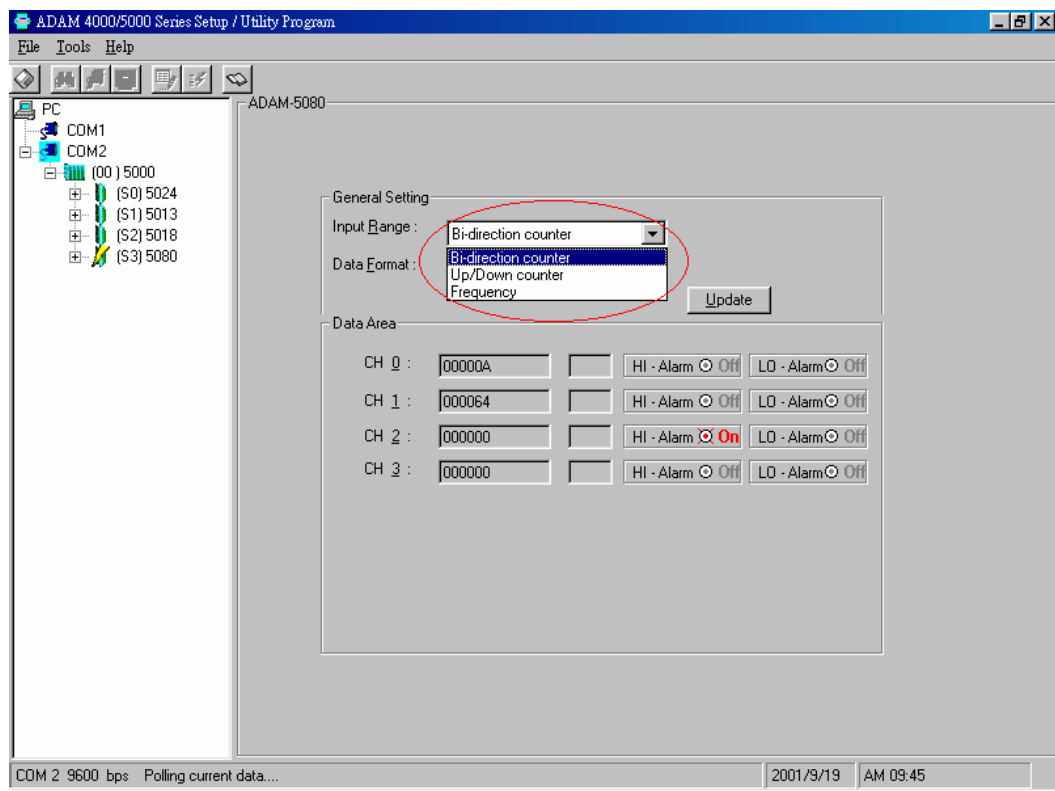 ADAM 4000/5000 Series Setup / Utility Program
File Tools Help
PC
COM1
COM2
(00 ) 5000
(S0) 5024
(S1) 5013
(S2) 5018
(S3) 5080
ADAM-5080
General Setting
Input Range : Bi-direction counter
Bi-direction counter
Data Format :
Up/Down counter
Frequency
Update
Data Area
CH 0 : 00000A HI - Alarm Off LO - Alarm Off
CH 1 : 000064 HI - Alarm Off LO - Alarm Off
CH 2 : 000000 HI - Alarm On LO - Alarm Off
CH 3 : 000000 HI - Alarm Off LO - Alarm Off
COM 2 9600 bps Polling current data.... 2001/9/19 AM 09:45